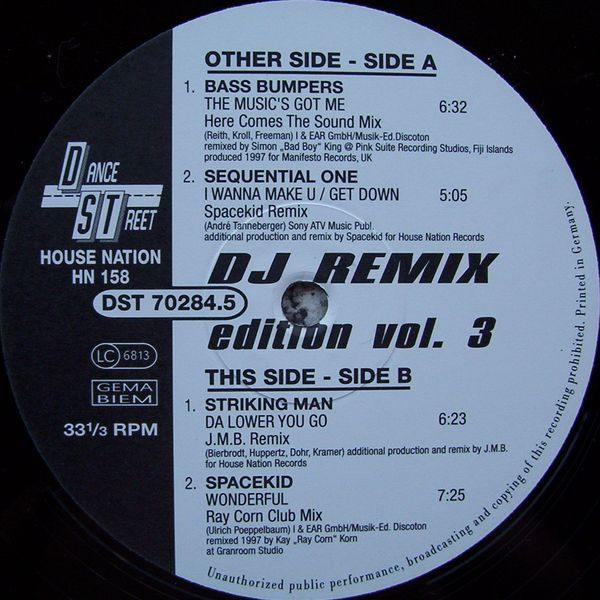 DANCE
STREET
HOUSE NATION
HN 158
DST 70284.5
LC 6813
GEMA
BIEM
33 1/3 RPM
OTHER SIDE - SIDE A
1. BASS BUMPERS
THE MUSIC'S GOT ME 6:32
Here Comes The Sound Mix
(Reith, Kroll, Freeman) I & EAR GmbH/Musik-Ed.Discoton
remixed by Simon „Bad Boy" King @ Pink Suite Recording Studios, Fiji Islands
produced 1997 for Manifesto Records, UK
2. SEQUENTIAL ONE
I WANNA MAKE U / GET DOWN 5:05
Spacekid Remix
(André Tanneberger) Sony ATV Music Publ.
additional production and remix by Spacekid for House Nation Records
DJ REMIX
edition vol. 3
THIS SIDE - SIDE B
1. STRIKING MAN
DA LOWER YOU GO 6:23
J.M.B. Remix
(Bierbrodt, Huppertz, Dohr, Kramer) additional production and remix by J.M.B.
for House Nation Records
2. SPACEKID
WONDERFUL 7:25
Ray Corn Club Mix
(Ulrich Poeppelbaum) I & EAR GmbH/Musik-Ed. Discoton
remixed 1997 by Kay „Ray Corn" Korn
at Granroom Studio
Unauthorized public performance, broadcasting and copying of this recording prohibited. Printed in Germany.